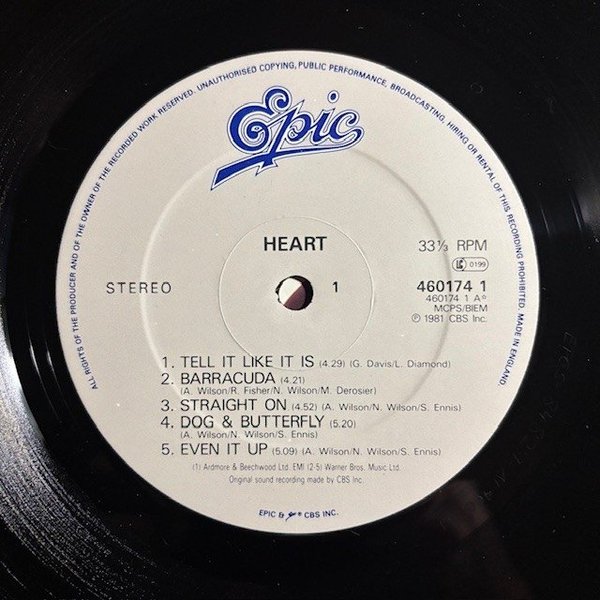 ALL RIGHTS OF THE PRODUCER AND OF THE OWNER OF THE RECORDED WORK RESERVED. UNAUTHORISED COPYING, PUBLIC PERFORMANCE, BROADCASTING, HIRING OR RENTAL OF THIS RECORDING PROHIBITED. MADE IN ENGLAND.
Epic
HEART
33⅓ RPM
LC 0199
STEREO
1
460174 1
460174 1 A*
MCPS/BIEM
℗ 1981 CBS Inc.
1. TELL IT LIKE IT IS (4.29) (G. Davis/L. Diamond)
2. BARRACUDA (4.21)
(A. Wilson/R. Fisher/N. Wilson/M. Derosier)
3. STRAIGHT ON (4.52) (A. Wilson/N. Wilson/S. Ennis)
4. DOG & BUTTERFLY (5.20)
(A. Wilson/N. Wilson/S. Ennis)
5. EVEN IT UP (5.09) (A. Wilson/N. Wilson/S. Ennis)
(1) Ardmore & Beechwood Ltd. EMI (2-5) Warner Bros. Music Ltd.
Original sound recording made by CBS Inc.
EPIC & ® CBS INC.